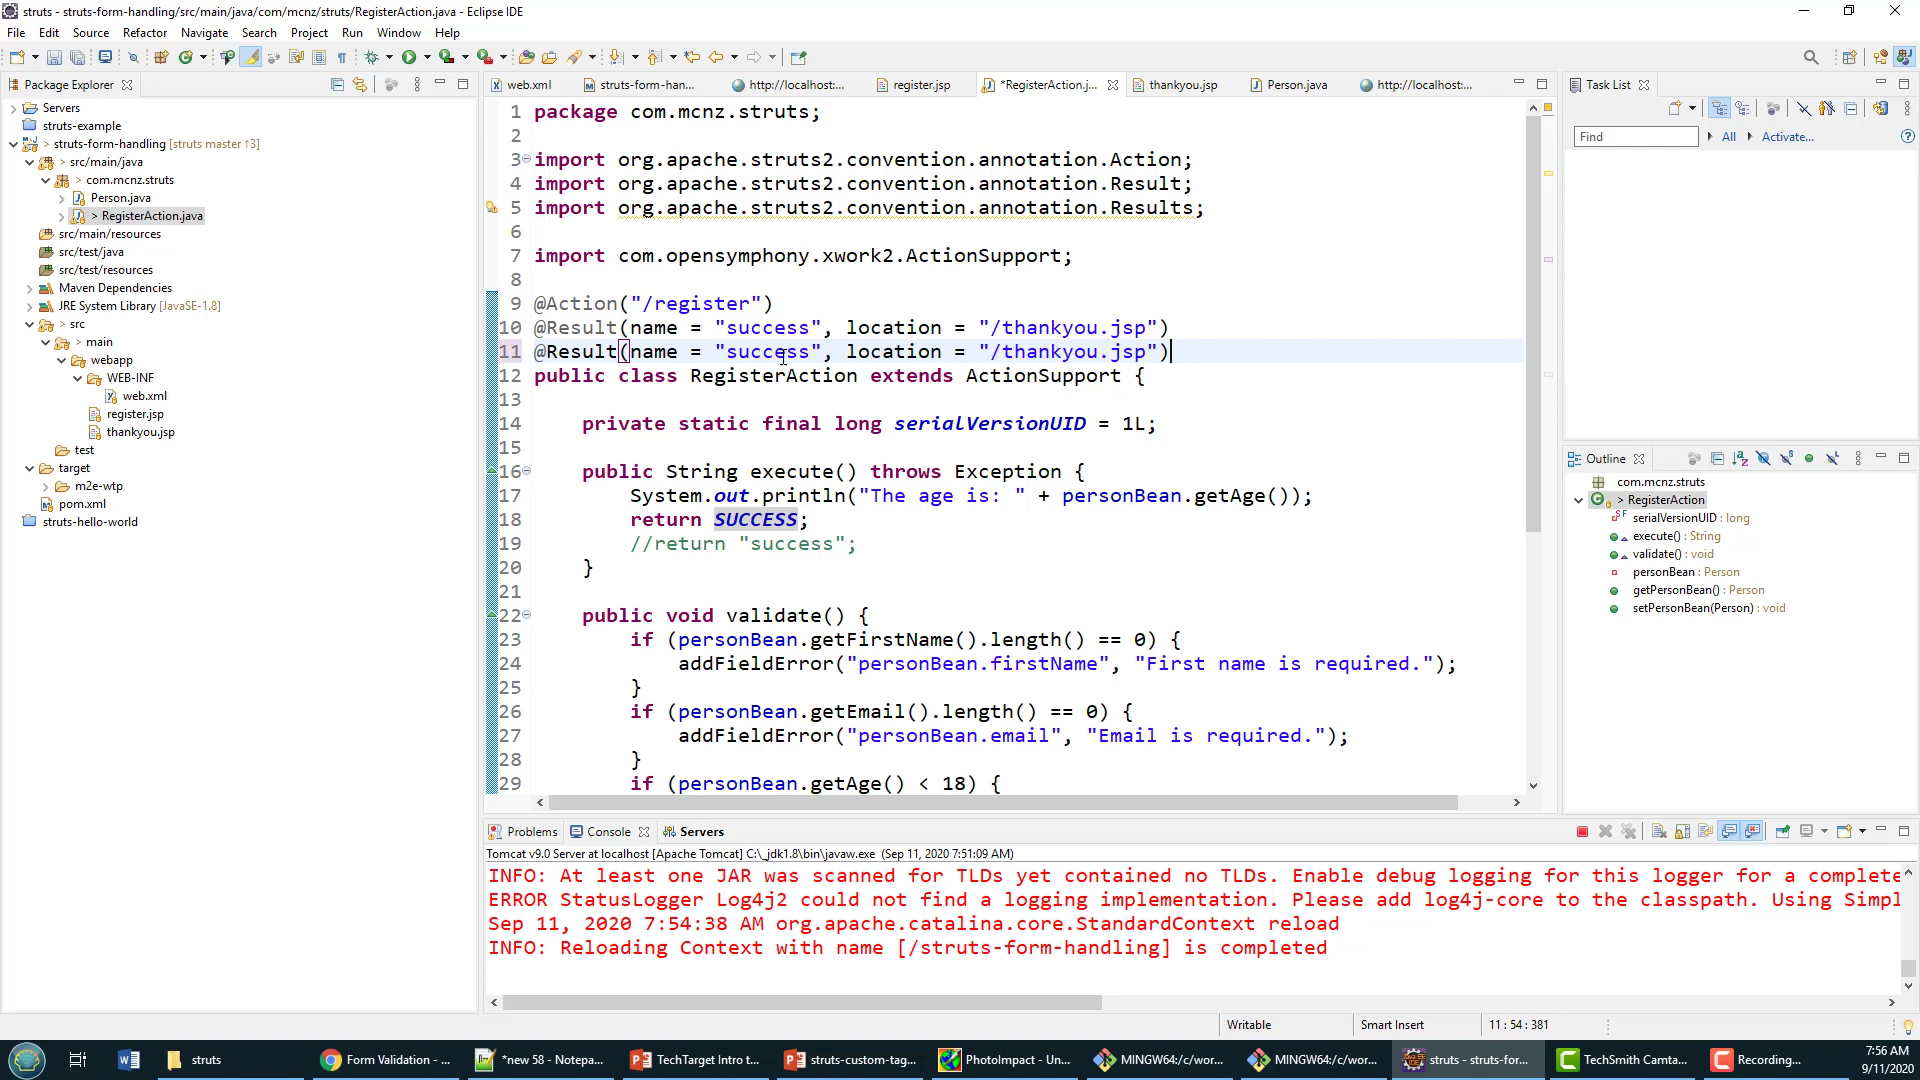 struts - struts-form-handling/src/main/java/com/mcnz/struts/RegisterAction.java - Eclipse IDE
File Edit Source Refactor Navigate Search Project Run Window Help
Package Explorer
Servers
struts-example
> struts-form-handling [struts master ↑3]
> src/main/java
> com.mcnz.struts
Person.java
> RegisterAction.java
src/main/resources
src/test/java
src/test/resources
Maven Dependencies
JRE System Library [JavaSE-1.8]
> src
> main
webapp
WEB-INF
web.xml
register.jsp
thankyou.jsp
test
target
m2e-wtp
pom.xml
struts-hello-world
web.xml struts-form-han... http://localhost:... register.jsp *RegisterAction.j... thankyou.jsp Person.java http://localhost:...
1 package com.mcnz.struts;
2
3 import org.apache.struts2.convention.annotation.Action;
4 import org.apache.struts2.convention.annotation.Result;
5 import org.apache.struts2.convention.annotation.Results;
6
7 import com.opensymphony.xwork2.ActionSupport;
8
9 @Action("/register")
10 @Result(name = "success", location = "/thankyou.jsp")
11 @Result(name = "success", location = "/thankyou.jsp")
12 public class RegisterAction extends ActionSupport {
13
14 private static final long serialVersionUID = 1L;
15
16 public String execute() throws Exception {
17 System.out.println("The age is: " + personBean.getAge());
18 return SUCCESS;
19 //return "success";
20 }
21
22 public void validate() {
23 if (personBean.getFirstName().length() == 0) {
24 addFieldError("personBean.firstName", "First name is required.");
25 }
26 if (personBean.getEmail().length() == 0) {
27 addFieldError("personBean.email", "Email is required.");
28 }
29 if (personBean.getAge() < 18) {
Task List
Find All Activate...
Outline
com.mcnz.struts
> RegisterAction
serialVersionUID : long
execute() : String
validate() : void
personBean : Person
getPersonBean() : Person
setPersonBean(Person) : void
Problems Console Servers
Tomcat v9.0 Server at localhost [Apache Tomcat] C:\_jdk1.8\bin\javaw.exe (Sep 11, 2020 7:51:09 AM)
INFO: At least one JAR was scanned for TLDs yet contained no TLDs. Enable debug logging for this logger for a complete
ERROR StatusLogger Log4j2 could not find a logging implementation. Please add log4j-core to the classpath. Using Simpl
Sep 11, 2020 7:54:38 AM org.apache.catalina.core.StandardContext reload
INFO: Reloading Context with name [/struts-form-handling] is completed
Writable Smart Insert 11 : 54 : 381
struts Form Validation - ... *new 58 - Notepa... TechTarget Intro t... struts-custom-tag... PhotoImpact - Un... MINGW64:/c/wor... MINGW64:/c/wor... struts - struts-for... TechSmith Camta... Recording...
7:56 AM
9/11/2020